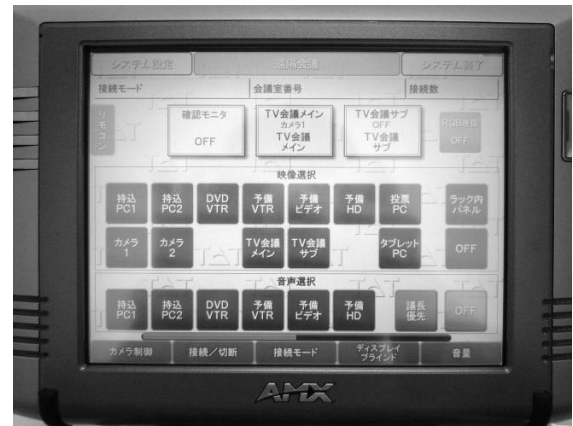 システム設定
遠隔会議
システム終了
接続モード
会議室番号
接続数
リモコン
確認モニタ
OFF
TV会議メイン
カメラ1
TV会議
メイン
TV会議サブ
OFF
TV会議
サブ
RGB送信
OFF
映像選択
持込
PC1
持込
PC2
DVD
VTR
予備
VTR
予備
ビデオ
予備
HD
投票
PC
ラック内
パネル
カメラ
1
カメラ
2
TV会議
メイン
TV会議
サブ
タブレット
PC
OFF
音声選択
持込
PC1
持込
PC2
DVD
VTR
予備
VTR
予備
ビデオ
予備
HD
議長
優先
OFF
カメラ制御
接続／切断
接続モード
ディスプレイ
ブラインド
音量
AMX